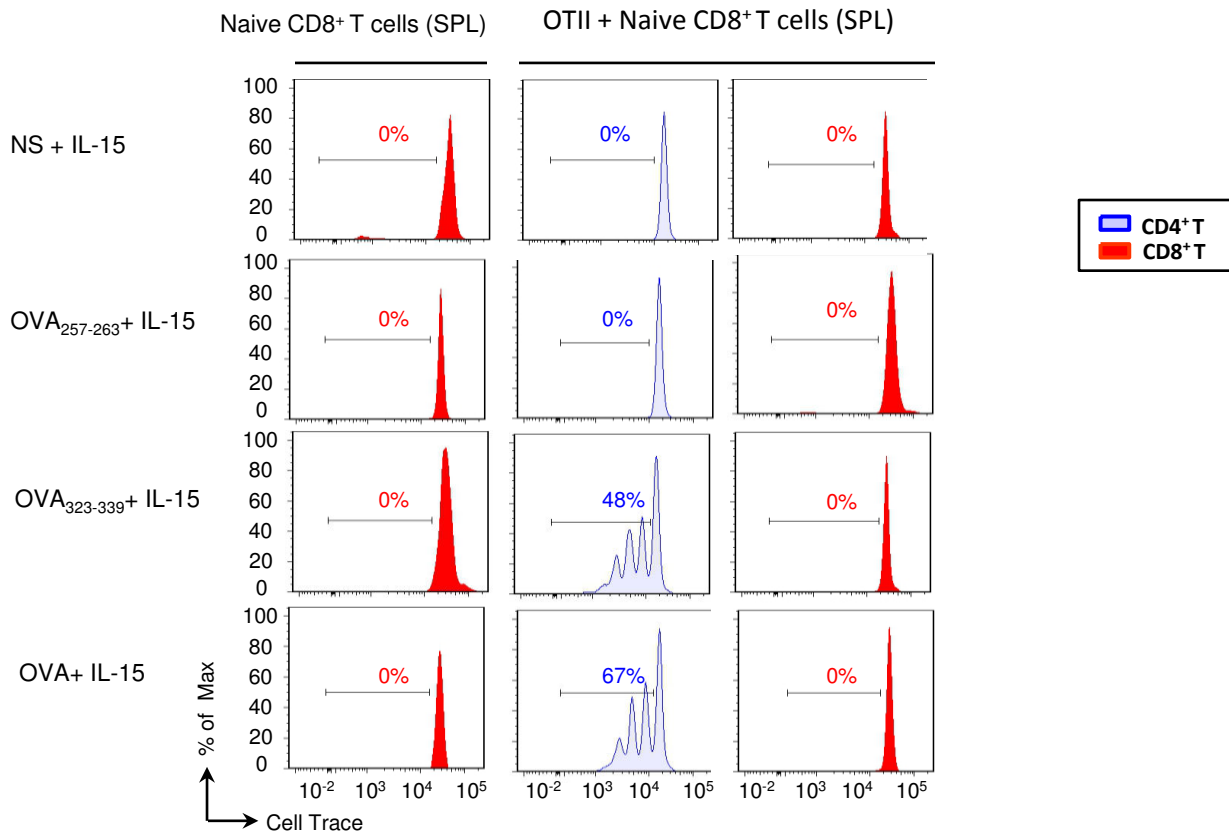 Naive CD8⁺ T cells (SPL) OTII + Naive CD8⁺ T cells (SPL)
NS + IL-15
100
80
60
40
20
0
0% 0% 0%
CD4⁺T
CD8⁺T
OVA₂₅₇₋₂₆₃+ IL-15
100
80
60
40
20
0
0% 0% 0%
OVA₃₂₃₋₃₃₉+ IL-15
100
80
60
40
20
0
0% 48% 0%
OVA+ IL-15
100
80
60
40
20
0
0% 67% 0%
% of Max
10⁻² 10³ 10⁴ 10⁵ 10⁻² 10³ 10⁴ 10⁵ 10⁻² 10³ 10⁴ 10⁵
Cell Trace